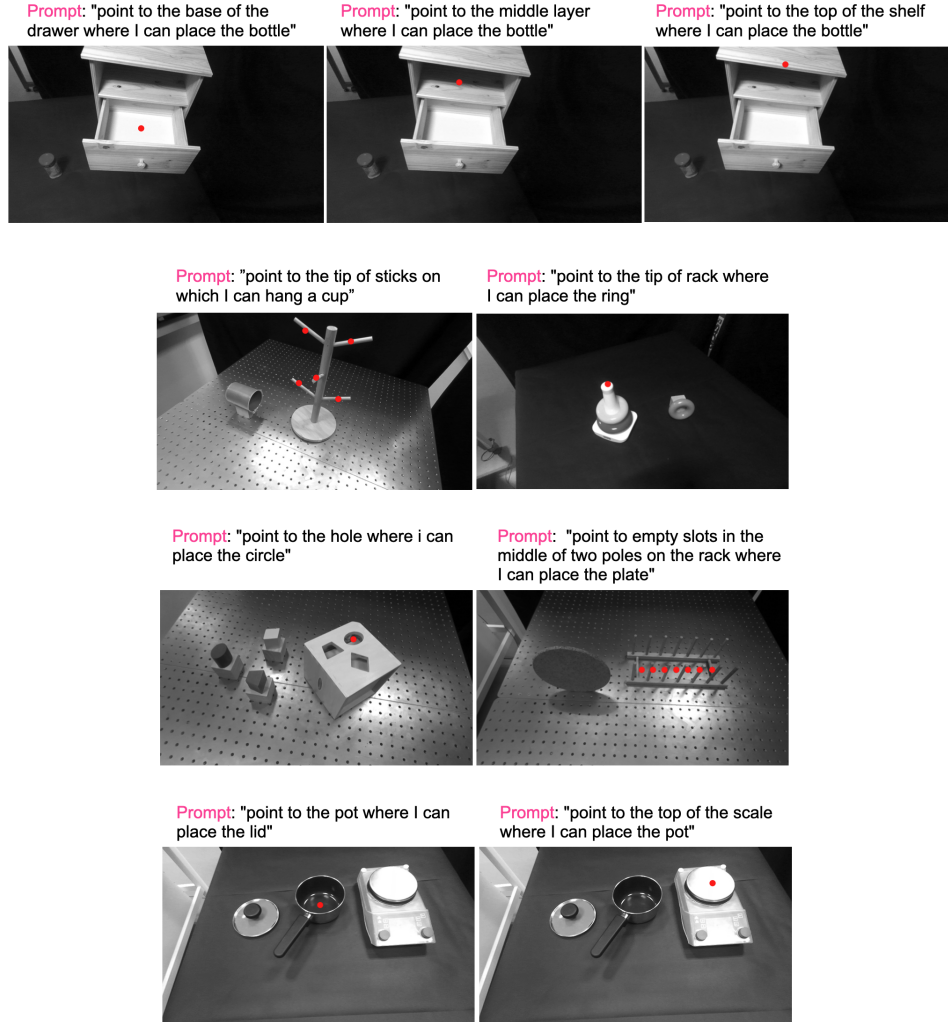 Prompt: "point to the base of the
drawer where I can place the bottle"
Prompt: "point to the middle layer
where I can place the bottle"
Prompt: "point to the top of the shelf
where I can place the bottle"
Prompt: ”point to the tip of sticks on
which I can hang a cup”
Prompt: "point to the tip of rack where
I can place the ring"
Prompt: "point to the hole where i can
place the circle"
Prompt:  "point to empty slots in the
middle of two poles on the rack where
I can place the plate"
Prompt: "point to the pot where I can
place the lid"
Prompt: "point to the top of the scale
where I can place the pot"